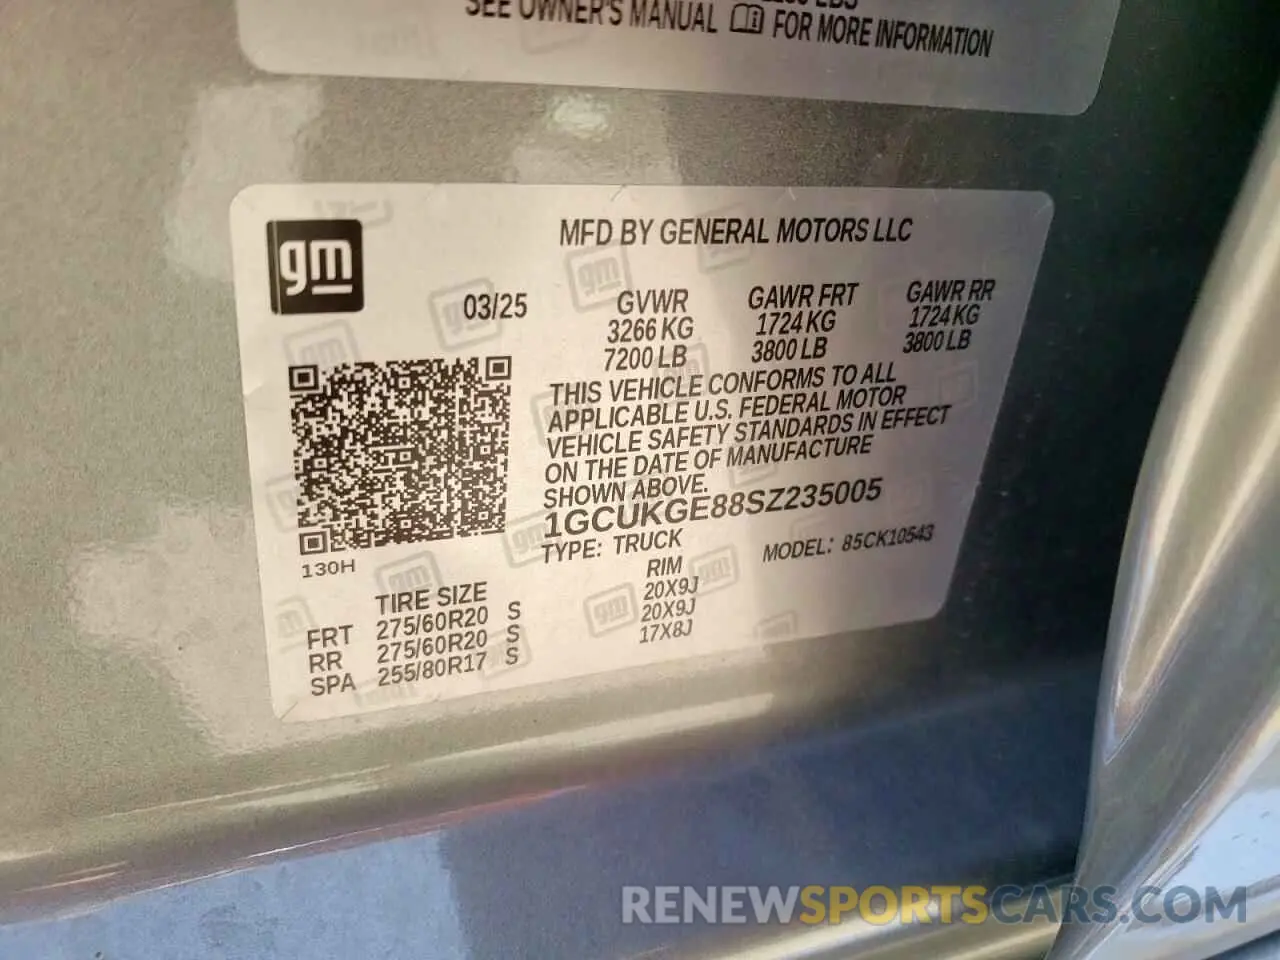 SEE OWNER'S MANUAL FOR MORE INFORMATION
gm
MFD BY GENERAL MOTORS LLC
03/25
GVWR GAWR FRT GAWR RR
3266 KG 1724 KG 1724 KG
7200 LB 3800 LB 3800 LB
THIS VEHICLE CONFORMS TO ALL
APPLICABLE U.S. FEDERAL MOTOR
VEHICLE SAFETY STANDARDS IN EFFECT
ON THE DATE OF MANUFACTURE
SHOWN ABOVE.
1GCUKGE88SZ235005
TYPE: TRUCK MODEL: 85CK10543
130H
TIRE SIZE RIM
FRT 275/60R20 S 20X9J
RR 275/60R20 S 20X9J
SPA 255/80R17 S 17X8J
RENEWSPORTSCARS.COM